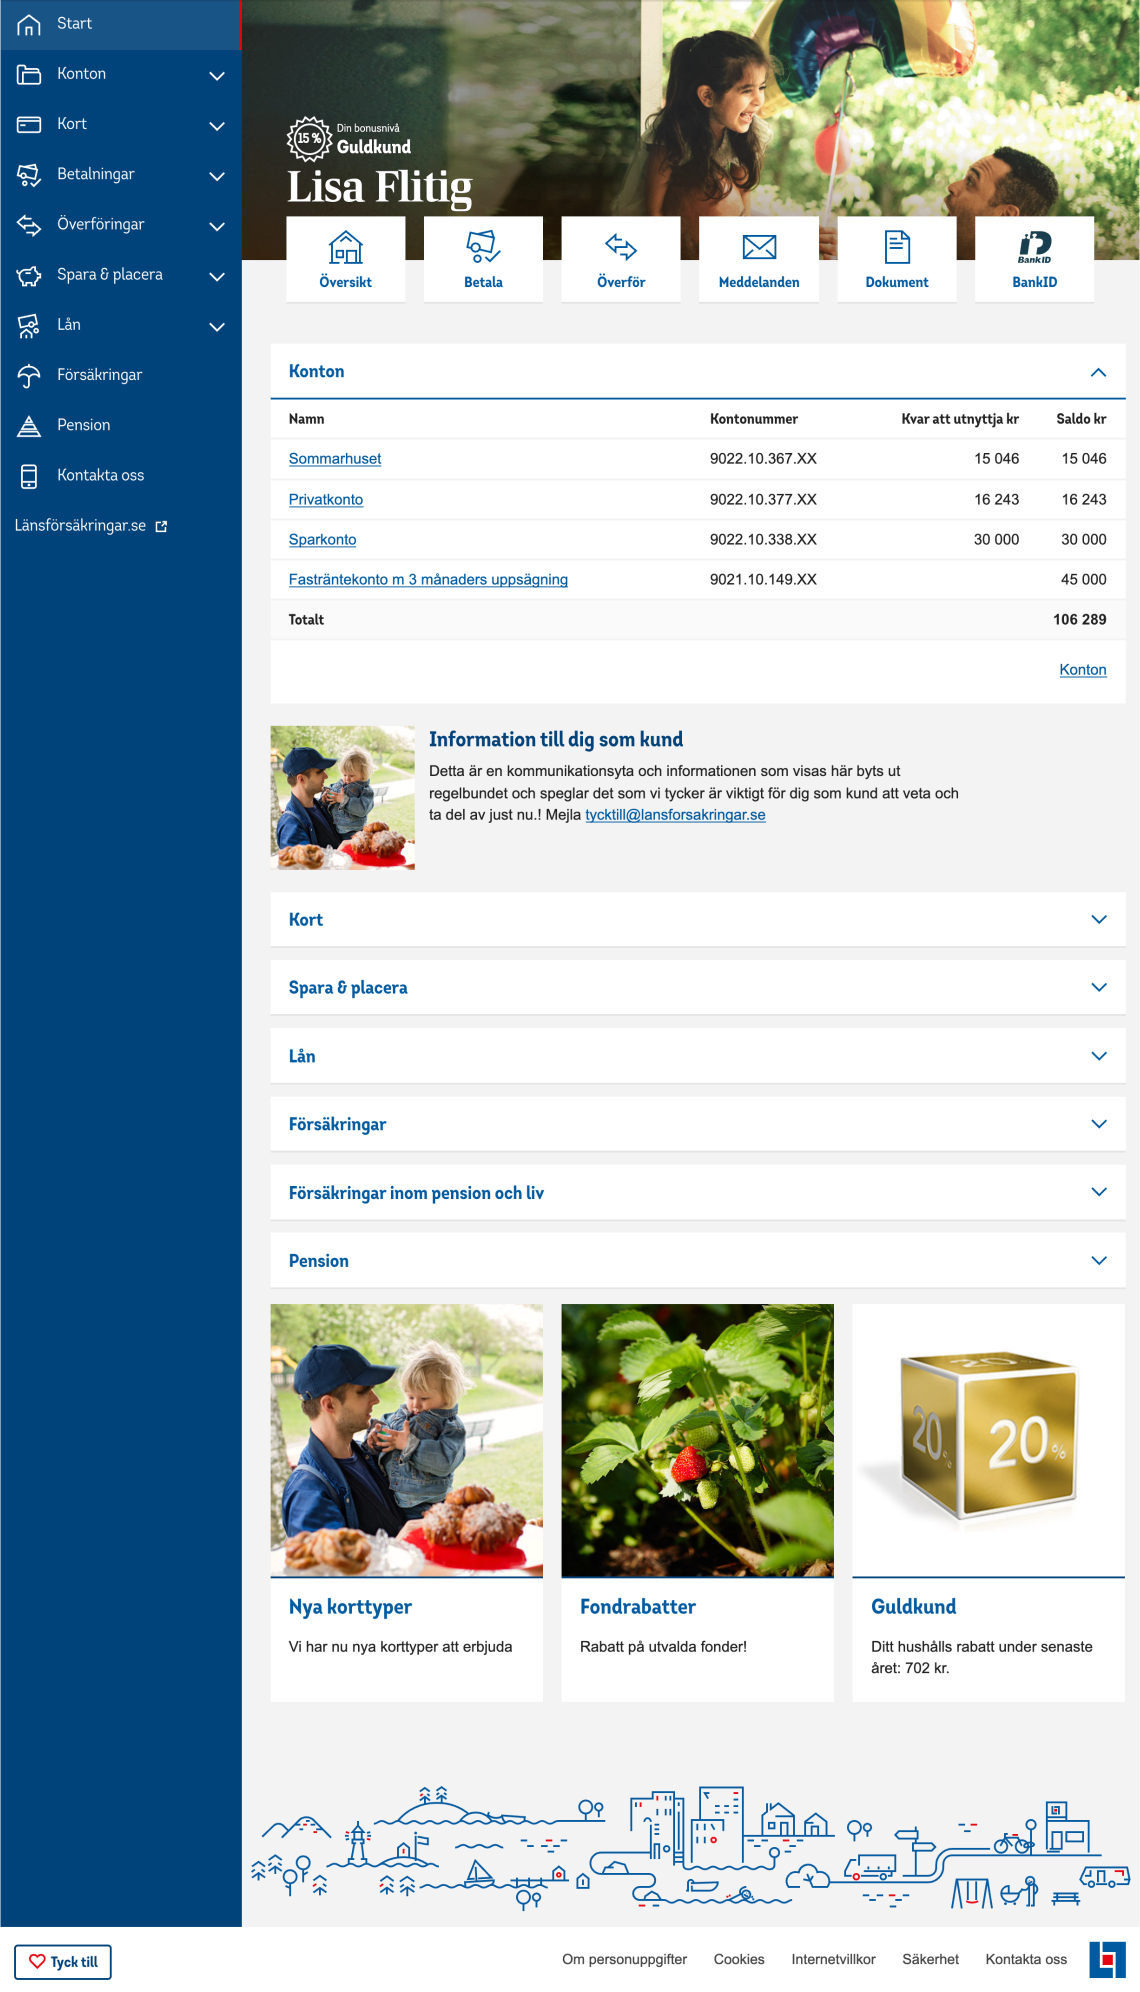 Start
Konton
Kort
Betalningar
Överföringar
Spara & placera
Lån
Försäkringar
Pension
Kontakta oss
Länsförsäkringar.se
15 %
Din bonusnivå
Guldkund
Lisa Flitig
Översikt
Betala
Överför
Meddelanden
Dokument
BankID
BankID
Konton
Namn Kontonummer Kvar att utnyttja kr Saldo kr
Sommarhuset 9022.10.367.XX 15 046 15 046
Privatkonto 9022.10.377.XX 16 243 16 243
Sparkonto 9022.10.338.XX 30 000 30 000
Fasträntekonto m 3 månaders uppsägning 9021.10.149.XX 45 000
Totalt 106 289
Konton
Information till dig som kund
Detta är en kommunikationsyta och informationen som visas här byts ut
regelbundet och speglar det som vi tycker är viktigt för dig som kund att veta och
ta del av just nu.! Mejla tycktill@lansforsakringar.se
Kort
Spara & placera
Lån
Försäkringar
Försäkringar inom pension och liv
Pension
20
20 %
20 %
Nya korttyper
Vi har nu nya korttyper att erbjuda
Fondrabatter
Rabatt på utvalda fonder!
Guldkund
Ditt hushålls rabatt under senaste
året: 702 kr.
Tyck till
Om personuppgifter Cookies Internetvillkor Säkerhet Kontakta oss